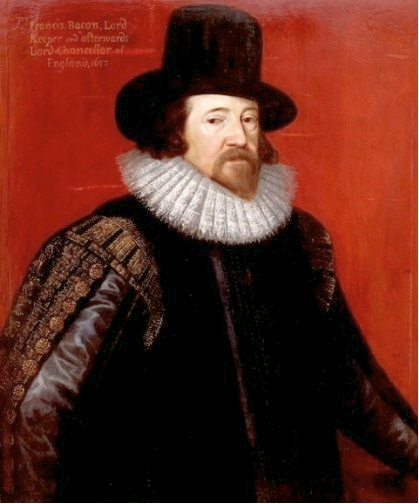 Sr Francis Bacon, Lord
Keeper and afterwards
Lord-Chancellor of
England, 1617